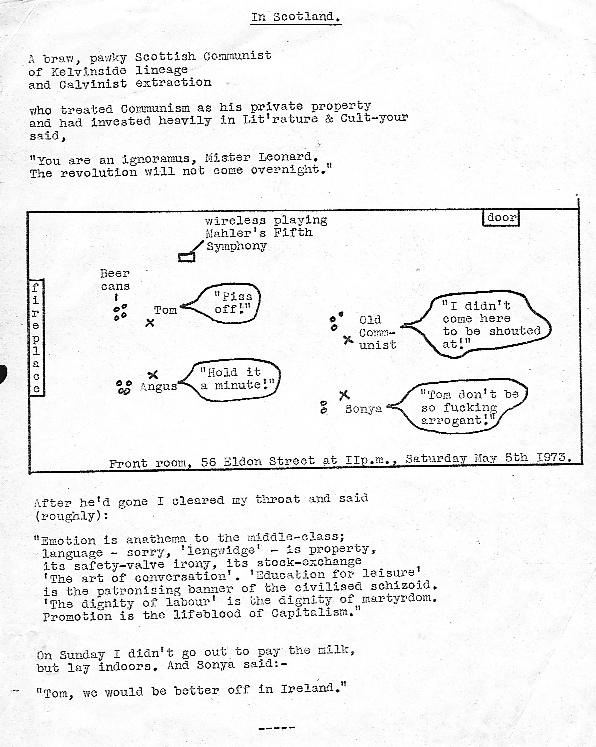 In Scotland.
A braw, pawky Scottish Communist
of Kelvinside lineage
and Calvinist extraction
who treated Communism as his private property
and had invested heavily in Lit'rature & Cult-your
said,
"You are an ignoramus, Mister Leonard.
The revolution will not come overnight."
wireless playing
Mahler's Fifth
Symphony
door
fireplace
Beer
cans
Tom
"Piss
off!"
Old
Comm-
unist
"I didn't
come here
to be shouted
at!"
Angus
"Hold it
a minute!"
Sonya
"Tom don't be
so fucking
arrogant!"
Front room, 56 Eldon Street at IIp.m., Saturday May 5th 1973.
After he'd gone I cleared my throat and said
(roughly):
"Emotion is anathema to the middle-class;
language - sorry, 'lengwidge' - is property,
its safety-valve irony, its stock-exchange
'The art of conversation'. 'Education for leisure'
is the patronising banner of the civilised schizoid.
'The dignity of labour' is the dignity of martyrdom.
Promotion is the lifeblood of Capitalism."
On Sunday I didn't go out to pay the milk,
but lay indoors. And Sonya said:-
"Tom, we would be better off in Ireland."
-----